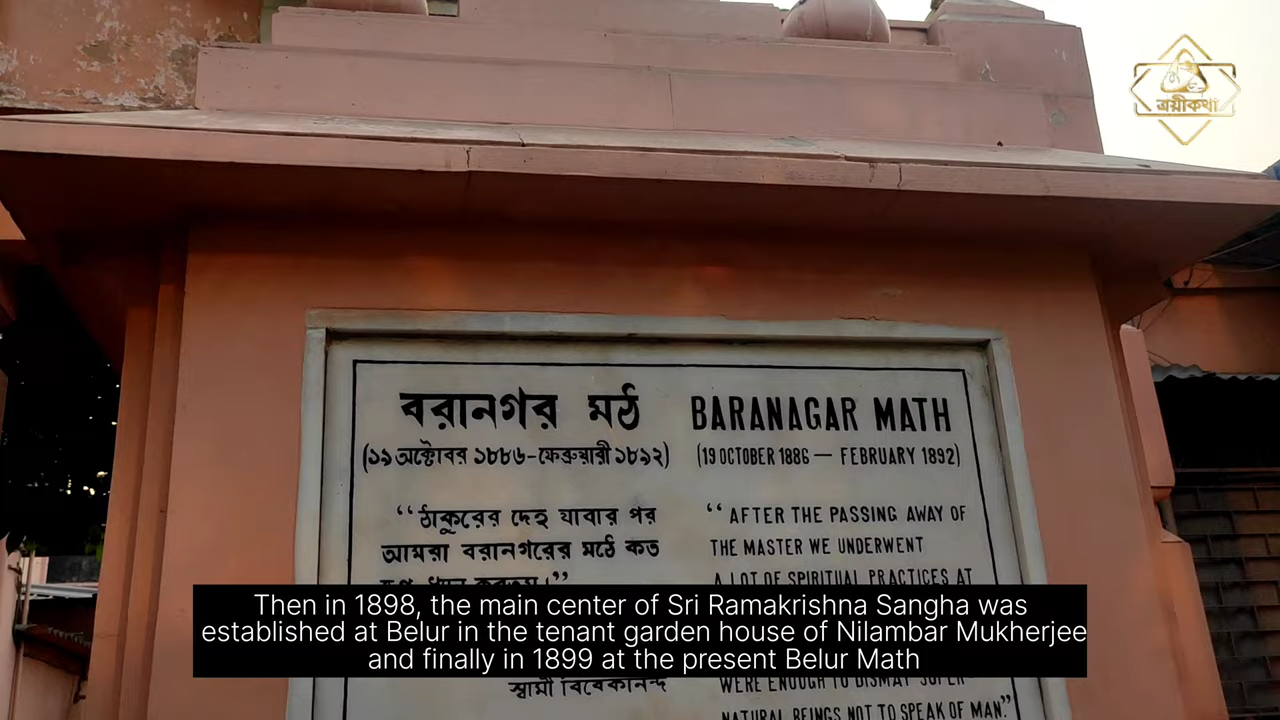 ত্রয়ীকথা
বরানগর মঠ
(১৯ অক্টোবর ১৮৮৬-ফেব্রুয়ারী ১৮৯২)
“ঠাকুরের দেহ যাবার পর
আমরা বরানগরের মঠে কত
স্বামী বিবেকানন্দ
BARANAGAR MATH
(19 OCTOBER 1886 — FEBRUARY 1892)
“AFTER THE PASSING AWAY OF
THE MASTER WE UNDERWENT
A LOT OF SPIRITUAL PRACTICES AT
WERE ENOUGH TO DISMAY SUPER-
NATURAL BEINGS NOT TO SPEAK OF MAN.”
Then in 1898, the main center of Sri Ramakrishna Sangha was
established at Belur in the tenant garden house of Nilambar Mukherjee
and finally in 1899 at the present Belur Math